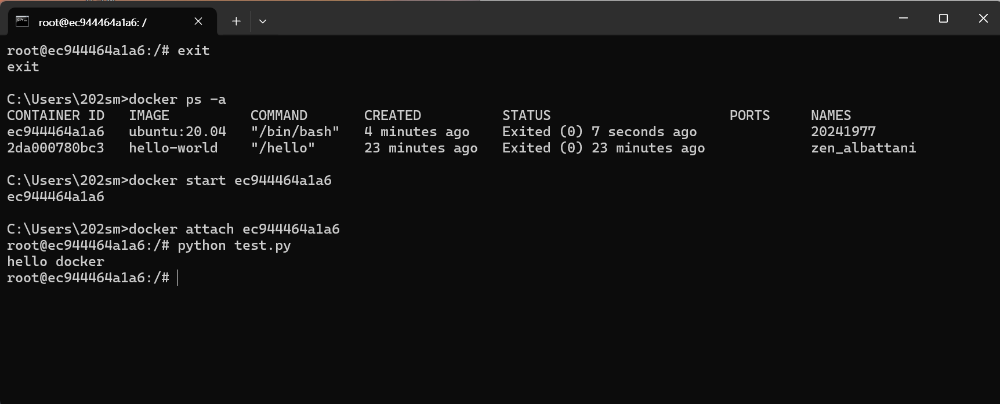 root@ec944464a1a6: /
root@ec944464a1a6:/# exit
exit
C:\Users\202sm>docker ps -a
CONTAINER ID   IMAGE          COMMAND       CREATED          STATUS                      PORTS     NAMES
ec944464a1a6   ubuntu:20.04   "/bin/bash"   4 minutes ago    Exited (0) 7 seconds ago              20241977
2da000780bc3   hello-world    "/hello"      23 minutes ago   Exited (0) 23 minutes ago             zen_albattani
C:\Users\202sm>docker start ec944464a1a6
ec944464a1a6
C:\Users\202sm>docker attach ec944464a1a6
root@ec944464a1a6:/# python test.py
hello docker
root@ec944464a1a6:/#